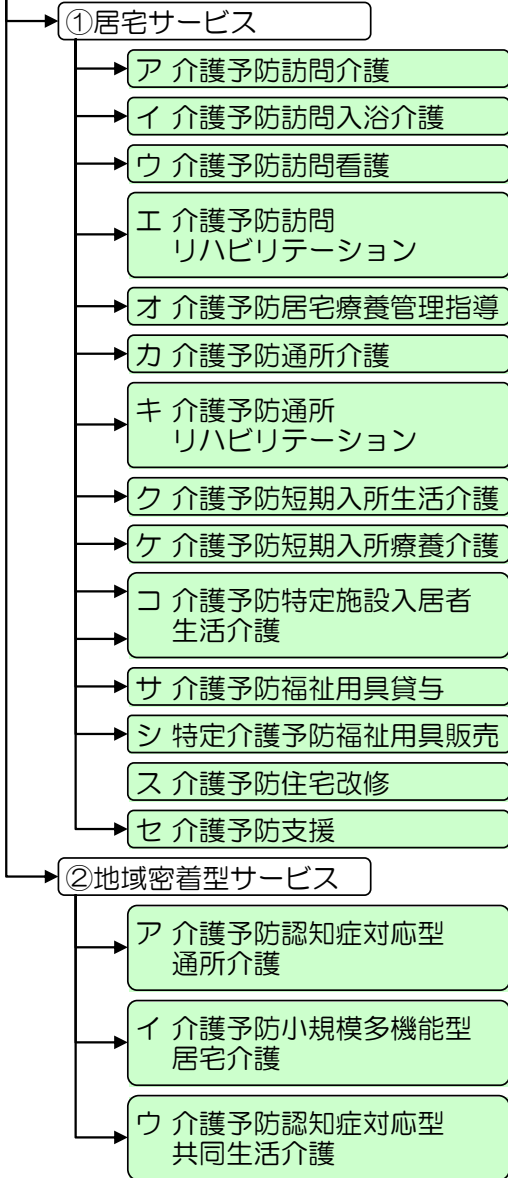 ①居宅サービス
ア 介護予防訪問介護
イ 介護予防訪問入浴介護
ウ 介護予防訪問看護
エ 介護予防訪問
リハビリテーション
オ 介護予防居宅療養管理指導
カ 介護予防通所介護
キ 介護予防通所
リハビリテーション
ク 介護予防短期入所生活介護
ケ 介護予防短期入所療養介護
コ 介護予防特定施設入居者
生活介護
サ 介護予防福祉用具貸与
シ 特定介護予防福祉用具販売
ス 介護予防住宅改修
セ 介護予防支援
②地域密着型サービス
ア 介護予防認知症対応型
通所介護
イ 介護予防小規模多機能型
居宅介護
ウ 介護予防認知症対応型
共同生活介護